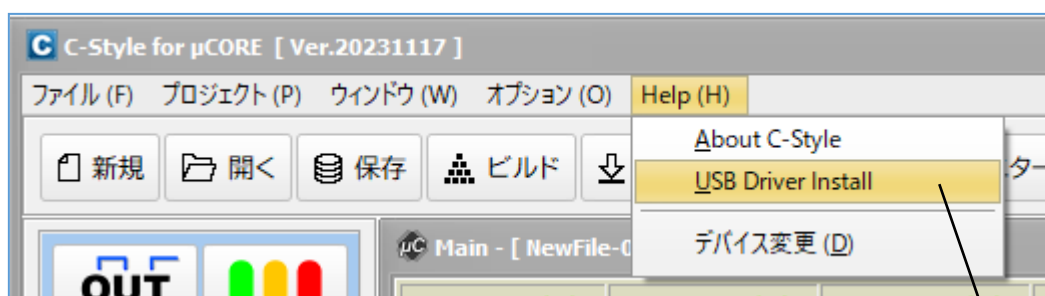 C-Style for µCORE [ Ver.20231117 ]
ファイル (F) プロジェクト (P) ウィンドウ (W) オプション (O) Help (H)
About C-Style
新規 開く 保存 ビルド
USB Driver Install
デバイス変更 (D)
µC Main - [ NewFile-0
OUT